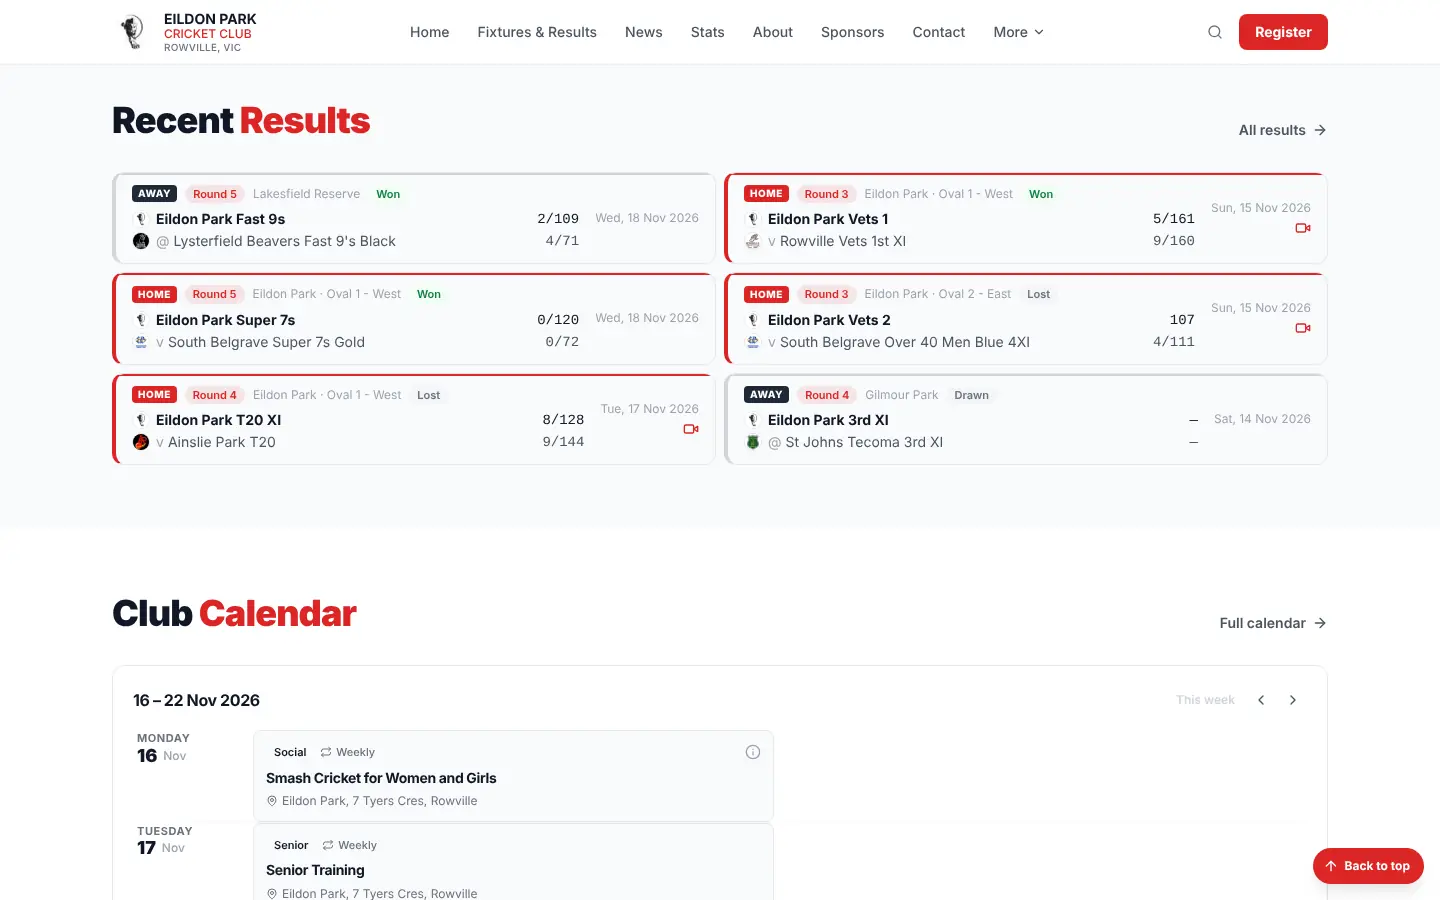 EILDON PARK
CRICKET CLUB
ROWVILLE, VIC
Home Fixtures & Results News Stats About Sponsors Contact More
Register
Recent Results
All results →
AWAY Round 5 Lakesfield Reserve Won
Eildon Park Fast 9s 2/109 Wed, 18 Nov 2026
@ Lysterfield Beavers Fast 9's Black 4/71
HOME Round 3 Eildon Park · Oval 1 - West Won
Eildon Park Vets 1 5/161 Sun, 15 Nov 2026
v Rowville Vets 1st XI 9/160
HOME Round 5 Eildon Park · Oval 1 - West Won
Eildon Park Super 7s 0/120 Wed, 18 Nov 2026
v South Belgrave Super 7s Gold 0/72
HOME Round 3 Eildon Park · Oval 2 - East Lost
Eildon Park Vets 2 107 Sun, 15 Nov 2026
v South Belgrave Over 40 Men Blue 4XI 4/111
HOME Round 4 Eildon Park · Oval 1 - West Lost
Eildon Park T20 XI 8/128 Tue, 17 Nov 2026
v Ainslie Park T20 9/144
AWAY Round 4 Gilmour Park Drawn
Eildon Park 3rd XI – Sat, 14 Nov 2026
@ St Johns Tecoma 3rd XI –
Club Calendar
Full calendar →
16 – 22 Nov 2026
This week
MONDAY
16 Nov
Social Weekly
Smash Cricket for Women and Girls
Eildon Park, 7 Tyers Cres, Rowville
TUESDAY
17 Nov
Senior Weekly
Senior Training
Eildon Park, 7 Tyers Cres, Rowville
↑ Back to top